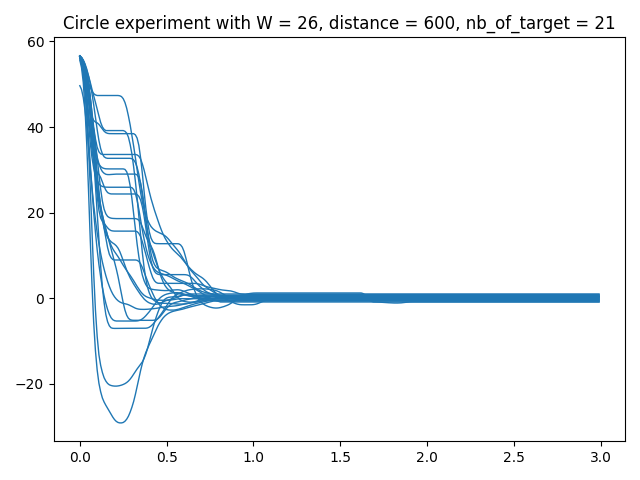 Circle experiment with W = 26, distance = 600, nb_of_target = 21
60
40
20
0
−20
0.0 0.5 1.0 1.5 2.0 2.5 3.0